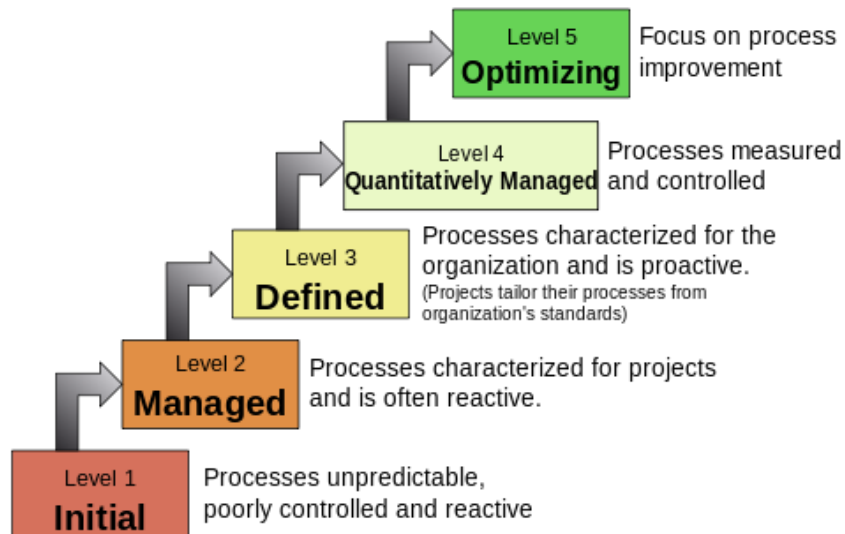 Level 5
Optimizing
Focus on process
improvement
Level 4
Quantitatively Managed
Processes measured
and controlled
Level 3
Defined
Processes characterized for the
organization and is proactive.
(Projects tailor their processes from
organization's standards)
Level 2
Managed
Processes characterized for projects
and is often reactive.
Level 1
Initial
Processes unpredictable,
poorly controlled and reactive